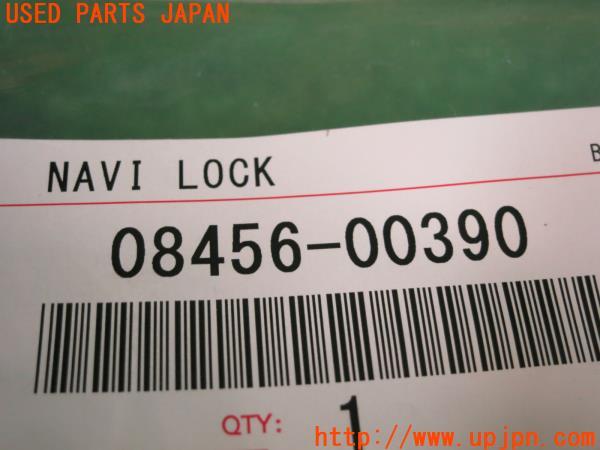 USED PARTS JAPAN
NAVI LOCK
B
08456-00390
QTY: 1
http://www.upjpn.com